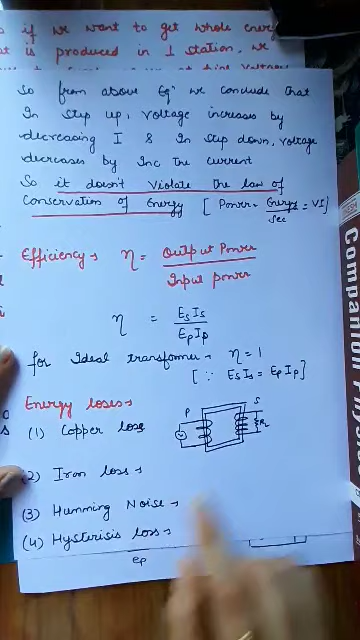 if we want to get whole
is produced in 1 station, we
So from above Eqn we conclude that
In step up, voltage increases by
decreasing I & In step down, voltage
decreases by Inc the current
So it doesn't violate the law of
Conservation of Energy [Power = Energy/Sec = VI]
Efficiency → η = Output Power / Input power
η = EsIs / EpIp
for Ideal transformer → η = 1
[∵ EsIs = EpIp]
Energy loses →
(1) Copper loss
P S RL
(2) Iron loss →
(3) Humming Noise →
(4) Hysterisis loss →
ep
Companion